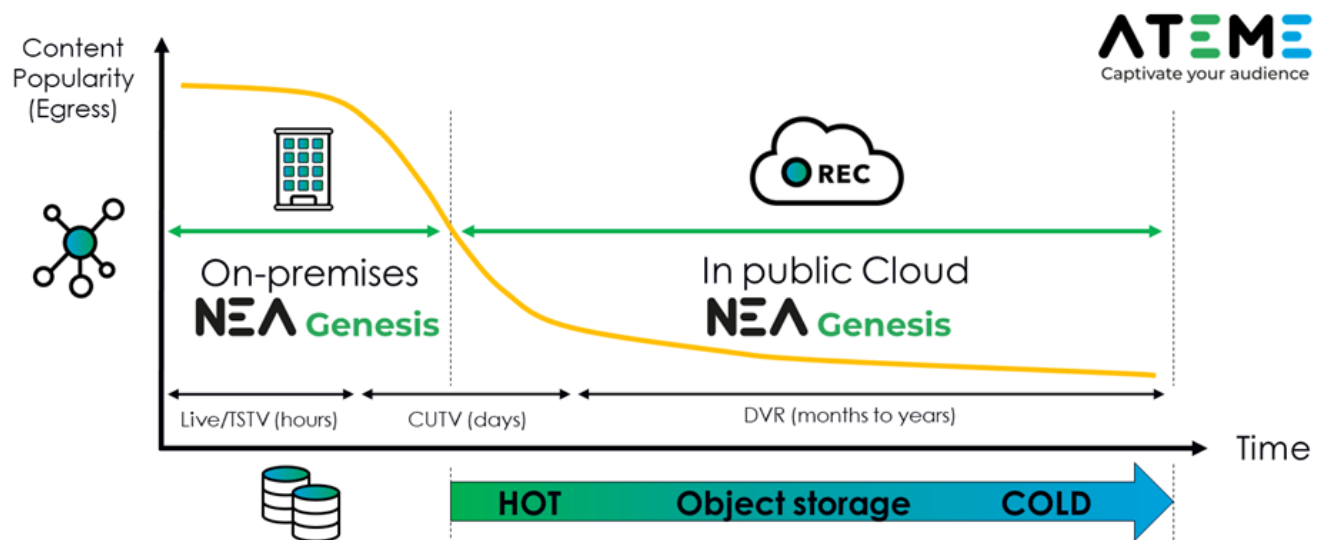 Content
Popularity
(Egress)
ATEME
Captivate your audience
REC
On-premises
NEA Genesis
In public Cloud
NEA Genesis
Live/TSTV (hours)
CUTV (days)
DVR (months to years)
Time
HOT
Object storage
COLD